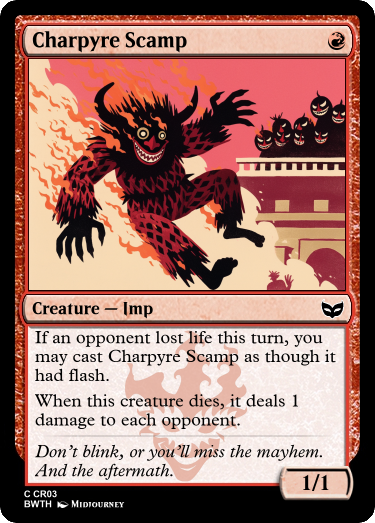 Charpyre Scamp
Creature — Imp
If an opponent lost life this turn, you
may cast Charpyre Scamp as though it
had flash.
When this creature dies, it deals 1
damage to each opponent.
Don't blink, or you'll miss the mayhem.
And the aftermath.
1/1
C CR03
BWTH Midjourney